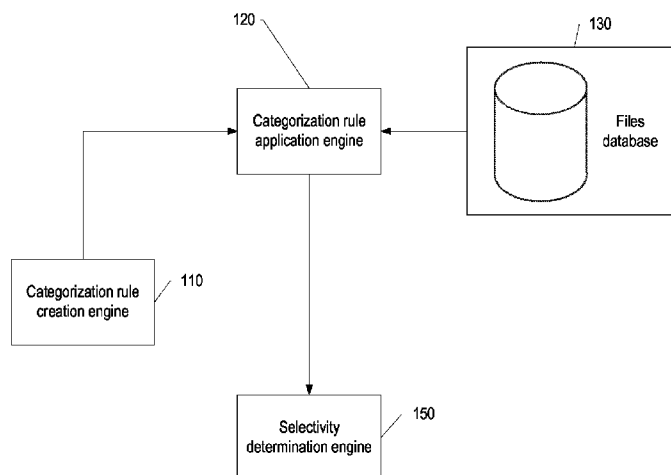 120
130
Categorization rule
application engine
Files
database
Categorization rule
creation engine
110
Selectivity
determination engine
150